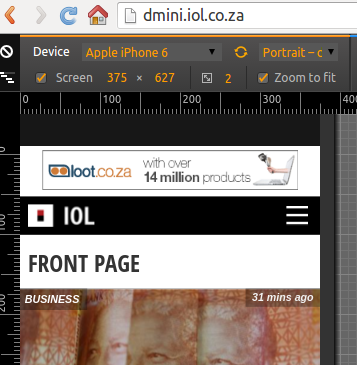 dmini.iol.co.za
Device Apple iPhone 6 Portrait – c
Screen 375 × 627 2 Zoom to fit
0 100 200 300 400
0
100
200
loot.co.za with over
14 million products
IOL
FRONT PAGE
BUSINESS 31 mins ago